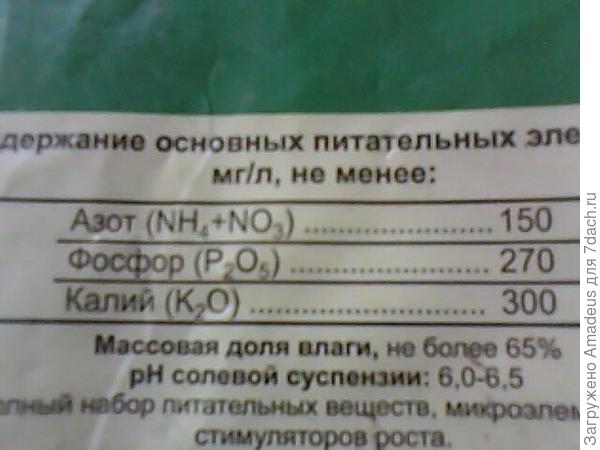 держание основных питательных эле
мг/л, не менее:
Азот (NH₄+NO₃) ........................ 150
Фосфор (P₂O₅) ......................... 270
Калий (K₂O) ............................. 300
Массовая доля влаги, не более 65%
pH солевой суспензии: 6,0-6,5
лный набор питательных веществ, микроэлем
стимуляторов роста.
Загружено Amadeus для 7dach.ru